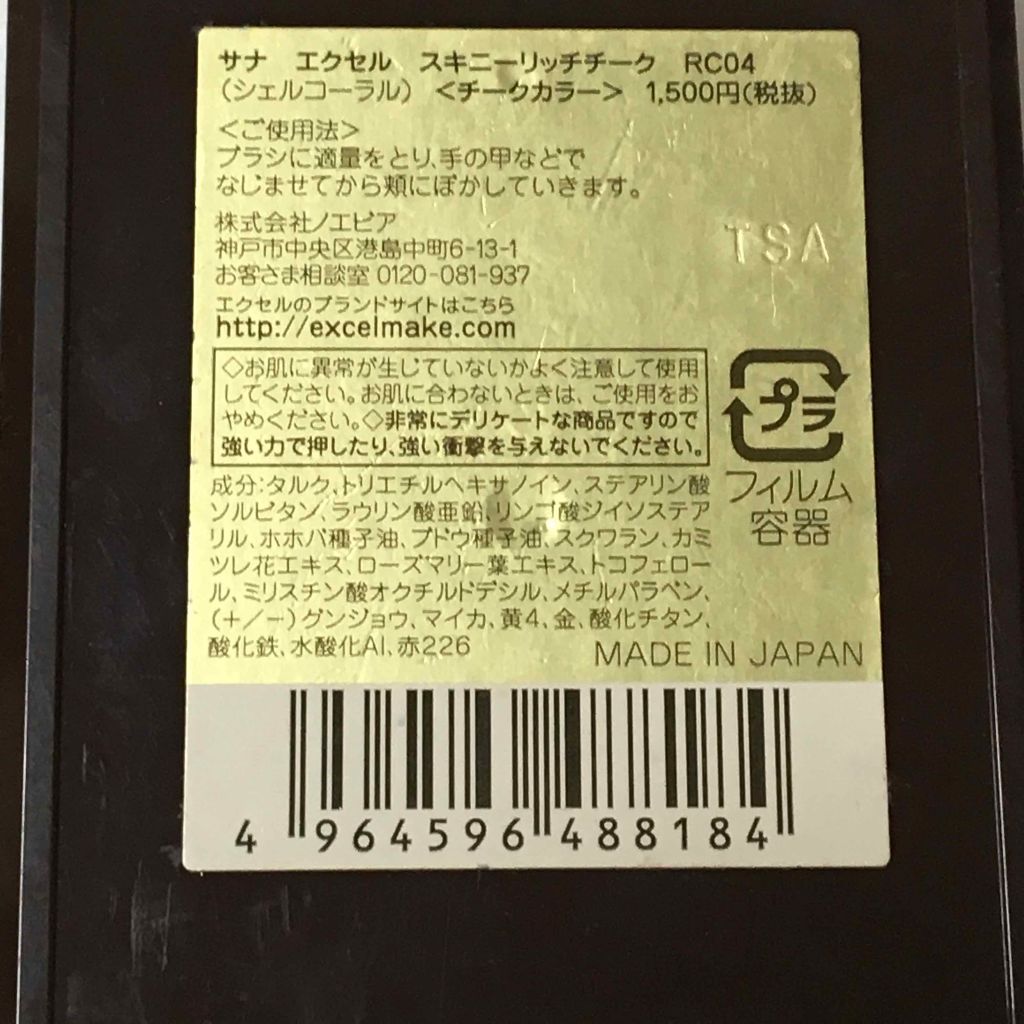 サナ エクセル スキニーリッチチーク RC04
(シェルコーラル) <チークカラー> 1,500円(税抜)
<ご使用法>
ブラシに適量をとり、手の甲などで
なじませてから頬にぼかしていきます。
株式会社ノエビア
神戸市中央区港島中町6-13-1
お客さま相談室 0120-081-937
エクセルのブランドサイトはこちら
http://excelmake.com
TSA
◇お肌に異常が生じていないかよく注意して使用
してください。お肌に合わないときは、ご使用をお
やめください。◇非常にデリケートな商品ですので
強い力で押したり、強い衝撃を与えないでください。
プラ
フィルム
容器
成分:タルク、トリエチルヘキサノイン、ステアリン酸
ソルビタン、ラウリン酸亜鉛、リンゴ酸ジイソステア
リル、ホホバ種子油、ブドウ種子油、スクワラン、カミ
ツレ花エキス、ローズマリー葉エキス、トコフェロー
ル、ミリスチン酸オクチルドデシル、メチルパラベン、
(+/-)グンジョウ、マイカ、黄4、金、酸化チタン、
酸化鉄、水酸化Al、赤226
MADE IN JAPAN
4 964596 488184